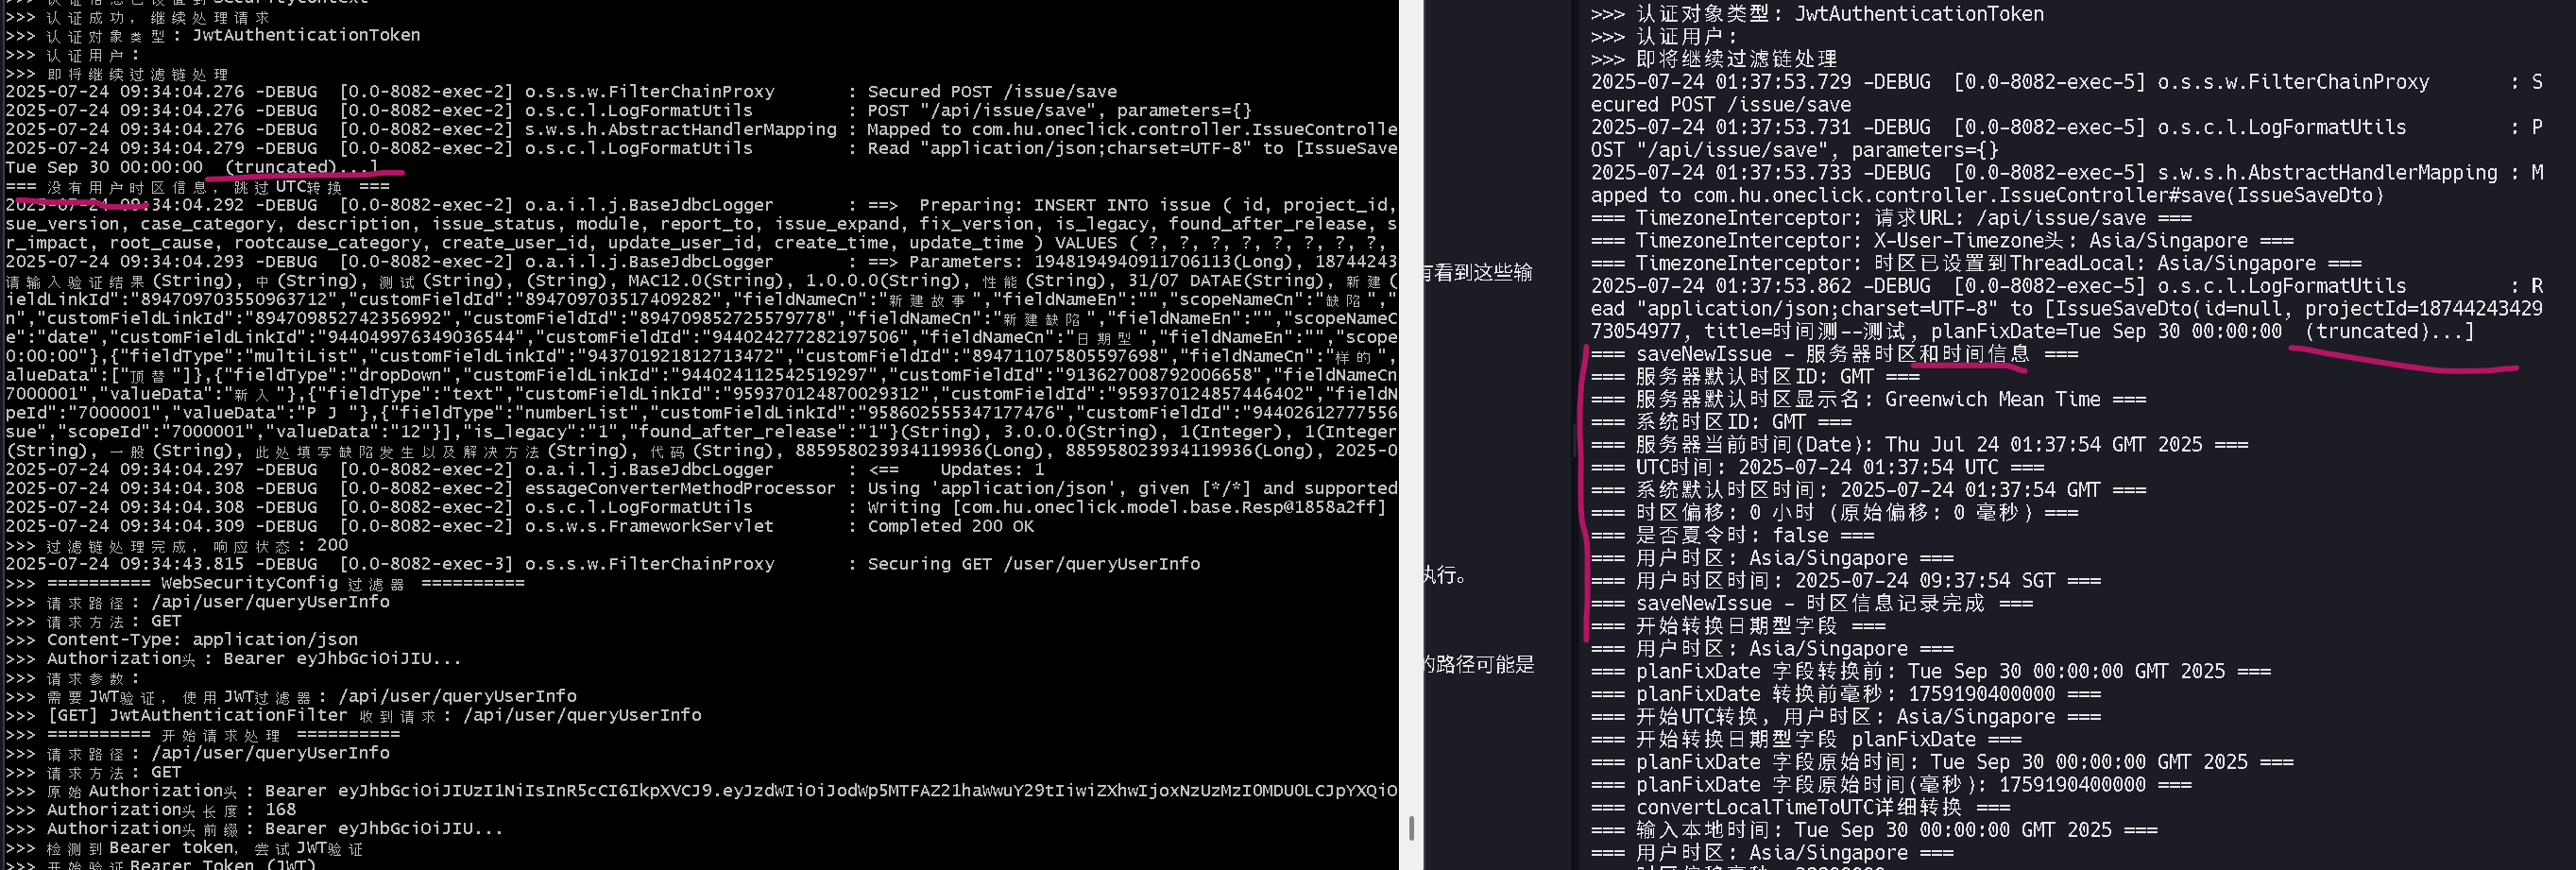 >>> 认证成功，继续处理请求
>>> 认证对象类型: JwtAuthenticationToken
>>> 认证用户:
>>> 即将继续过滤链处理
2025-07-24 09:34:04.276 -DEBUG  [0.0-8082-exec-2] o.s.s.w.FilterChainProxy       : Secured POST /issue/save
2025-07-24 09:34:04.276 -DEBUG  [0.0-8082-exec-2] o.s.c.l.LogFormatUtils         : POST "/api/issue/save", parameters={}
2025-07-24 09:34:04.276 -DEBUG  [0.0-8082-exec-2] s.w.s.h.AbstractHandlerMapping : Mapped to com.hu.oneclick.controller.IssueControlle
2025-07-24 09:34:04.279 -DEBUG  [0.0-8082-exec-2] o.s.c.l.LogFormatUtils         : Read "application/json;charset=UTF-8" to [IssueSave
Tue Sep 30 00:00:00  (truncated)...]
=== 没有用户时区信息，跳过UTC转换 ===
2025-07-24 09:34:04.292 -DEBUG  [0.0-8082-exec-2] o.a.i.l.j.BaseJdbcLogger       : ==>  Preparing: INSERT INTO issue ( id, project_id,
sue_version, case_category, description, issue_status, module, report_to, issue_expand, fix_version, is_legacy, found_after_release, s
r_impact, root_cause, rootcause_category, create_user_id, update_user_id, create_time, update_time ) VALUES ( ?, ?, ?, ?, ?, ?, ?, ?,
2025-07-24 09:34:04.293 -DEBUG  [0.0-8082-exec-2] o.a.i.l.j.BaseJdbcLogger       : ==> Parameters: 1948194940911706113(Long), 18744243
请输入验证结果(String), 中(String), 测试(String), (String), MAC12.0(String), 1.0.0.0(String), 性能(String), 31/07 DATAE(String), 新建(
ieldLinkId":"894709703550963712","customFieldId":"894709703517409282","fieldNameCn":"新建故事","fieldNameEn":"","scopeNameCn":"缺陷","
n","customFieldLinkId":"894709852742356992","customFieldId":"894709852725579778","fieldNameCn":"新建缺陷","fieldNameEn":"","scopeNameC
e":"date","customFieldLinkId":"944049976349036544","customFieldId":"944024277282197506","fieldNameCn":"日期型","fieldNameEn":"","scope
0:00:00"},{"fieldType":"multiList","customFieldLinkId":"943701921812713472","customFieldId":"894711075805597698","fieldNameCn":"样的",
alueData":["顶替"]},{"fieldType":"dropDown","customFieldLinkId":"944024112542519297","customFieldId":"913627008792006658","fieldNameCn
7000001","valueData":"新入"},{"fieldType":"text","customFieldLinkId":"959370124870029312","customFieldId":"959370124857446402","fieldN
peId":"7000001","valueData":"P J "},{"fieldType":"numberList","customFieldLinkId":"958602555347177476","customFieldId":"94402612777556
sue","scopeId":"7000001","valueData":"12"}],"is_legacy":"1","found_after_release":"1"}(String), 3.0.0.0(String), 1(Integer), 1(Integer
(String), 一般(String), 此处填写缺陷发生以及解决方法(String), 代码(String), 885958023934119936(Long), 885958023934119936(Long), 2025-0
2025-07-24 09:34:04.297 -DEBUG  [0.0-8082-exec-2] o.a.i.l.j.BaseJdbcLogger       : <==    Updates: 1
2025-07-24 09:34:04.308 -DEBUG  [0.0-8082-exec-2] essageConverterMethodProcessor : Using 'application/json', given [*/*] and supported
2025-07-24 09:34:04.308 -DEBUG  [0.0-8082-exec-2] o.s.c.l.LogFormatUtils         : Writing [com.hu.oneclick.model.base.Resp@1858a2ff]
2025-07-24 09:34:04.309 -DEBUG  [0.0-8082-exec-2] o.s.w.s.FrameworkServlet       : Completed 200 OK
>>> 过滤链处理完成，响应状态: 200
2025-07-24 09:34:43.815 -DEBUG  [0.0-8082-exec-3] o.s.s.w.FilterChainProxy       : Securing GET /user/queryUserInfo
>>> ========== WebSecurityConfig 过滤器 ==========
>>> 请求路径: /api/user/queryUserInfo
>>> 请求方法: GET
>>> Content-Type: application/json
>>> Authorization头: Bearer eyJhbGciOiJIU...
>>> 请求参数:
>>> 需要JWT验证，使用JWT过滤器: /api/user/queryUserInfo
>>> [GET] JwtAuthenticationFilter 收到请求: /api/user/queryUserInfo
>>> ========== 开始请求处理 ==========
>>> 请求路径: /api/user/queryUserInfo
>>> 请求方法: GET
>>> 原始Authorization头: Bearer eyJhbGciOiJIUzI1NiIsInR5cCI6IkpXVCJ9.eyJzdWIiOiJodWp5MTFAZ21haWwuY29tIiwiZXhwIjoxNzUzMzI0MDU0LCJpYXQiO
>>> Authorization头长度: 168
>>> Authorization头前缀: Bearer eyJhbGciOiJIU...
>>> 检测到Bearer token，尝试JWT验证
>>> 开始验证Bearer Token (JWT)
有看到这些输
执行。
的路径可能是
>>> 认证对象类型: JwtAuthenticationToken
>>> 认证用户:
>>> 即将继续过滤链处理
2025-07-24 01:37:53.729 -DEBUG  [0.0-8082-exec-5] o.s.s.w.FilterChainProxy       : S
ecured POST /issue/save
2025-07-24 01:37:53.731 -DEBUG  [0.0-8082-exec-5] o.s.c.l.LogFormatUtils         : P
OST "/api/issue/save", parameters={}
2025-07-24 01:37:53.733 -DEBUG  [0.0-8082-exec-5] s.w.s.h.AbstractHandlerMapping : M
apped to com.hu.oneclick.controller.IssueController#save(IssueSaveDto)
=== TimezoneInterceptor: 请求URL: /api/issue/save ===
=== TimezoneInterceptor: X-User-Timezone头: Asia/Singapore ===
=== TimezoneInterceptor: 时区已设置到ThreadLocal: Asia/Singapore ===
2025-07-24 01:37:53.862 -DEBUG  [0.0-8082-exec-5] o.s.c.l.LogFormatUtils         : R
ead "application/json;charset=UTF-8" to [IssueSaveDto(id=null, projectId=18744243429
73054977, title=时间测--测试, planFixDate=Tue Sep 30 00:00:00  (truncated)...]
=== saveNewIssue - 服务器时区和时间信息 ===
=== 服务器默认时区ID: GMT ===
=== 服务器默认时区显示名: Greenwich Mean Time ===
=== 系统时区ID: GMT ===
=== 服务器当前时间(Date): Thu Jul 24 01:37:54 GMT 2025 ===
=== UTC时间: 2025-07-24 01:37:54 UTC ===
=== 系统默认时区时间: 2025-07-24 01:37:54 GMT ===
=== 时区偏移: 0 小时 (原始偏移: 0 毫秒) ===
=== 是否夏令时: false ===
=== 用户时区: Asia/Singapore ===
=== 用户时区时间: 2025-07-24 09:37:54 SGT ===
=== saveNewIssue - 时区信息记录完成 ===
=== 开始转换日期型字段 ===
=== 用户时区: Asia/Singapore ===
=== planFixDate 字段转换前: Tue Sep 30 00:00:00 GMT 2025 ===
=== planFixDate 转换前毫秒: 1759190400000 ===
=== 开始UTC转换，用户时区: Asia/Singapore ===
=== 开始转换日期型字段 planFixDate ===
=== planFixDate 字段原始时间: Tue Sep 30 00:00:00 GMT 2025 ===
=== planFixDate 字段原始时间(毫秒): 1759190400000 ===
=== convertLocalTimeToUTC详细转换 ===
=== 输入本地时间: Tue Sep 30 00:00:00 GMT 2025 ===
=== 用户时区: Asia/Singapore ===